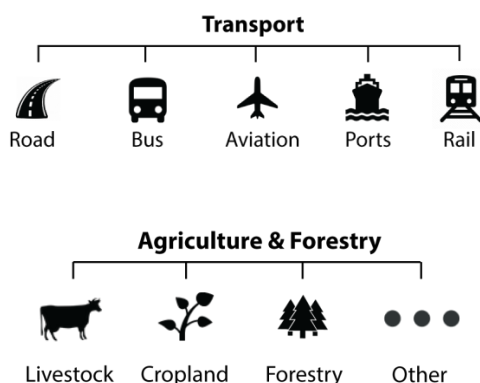 Transport
Road Bus Aviation Ports Rail
Agriculture & Forestry
Livestock Cropland Forestry Other